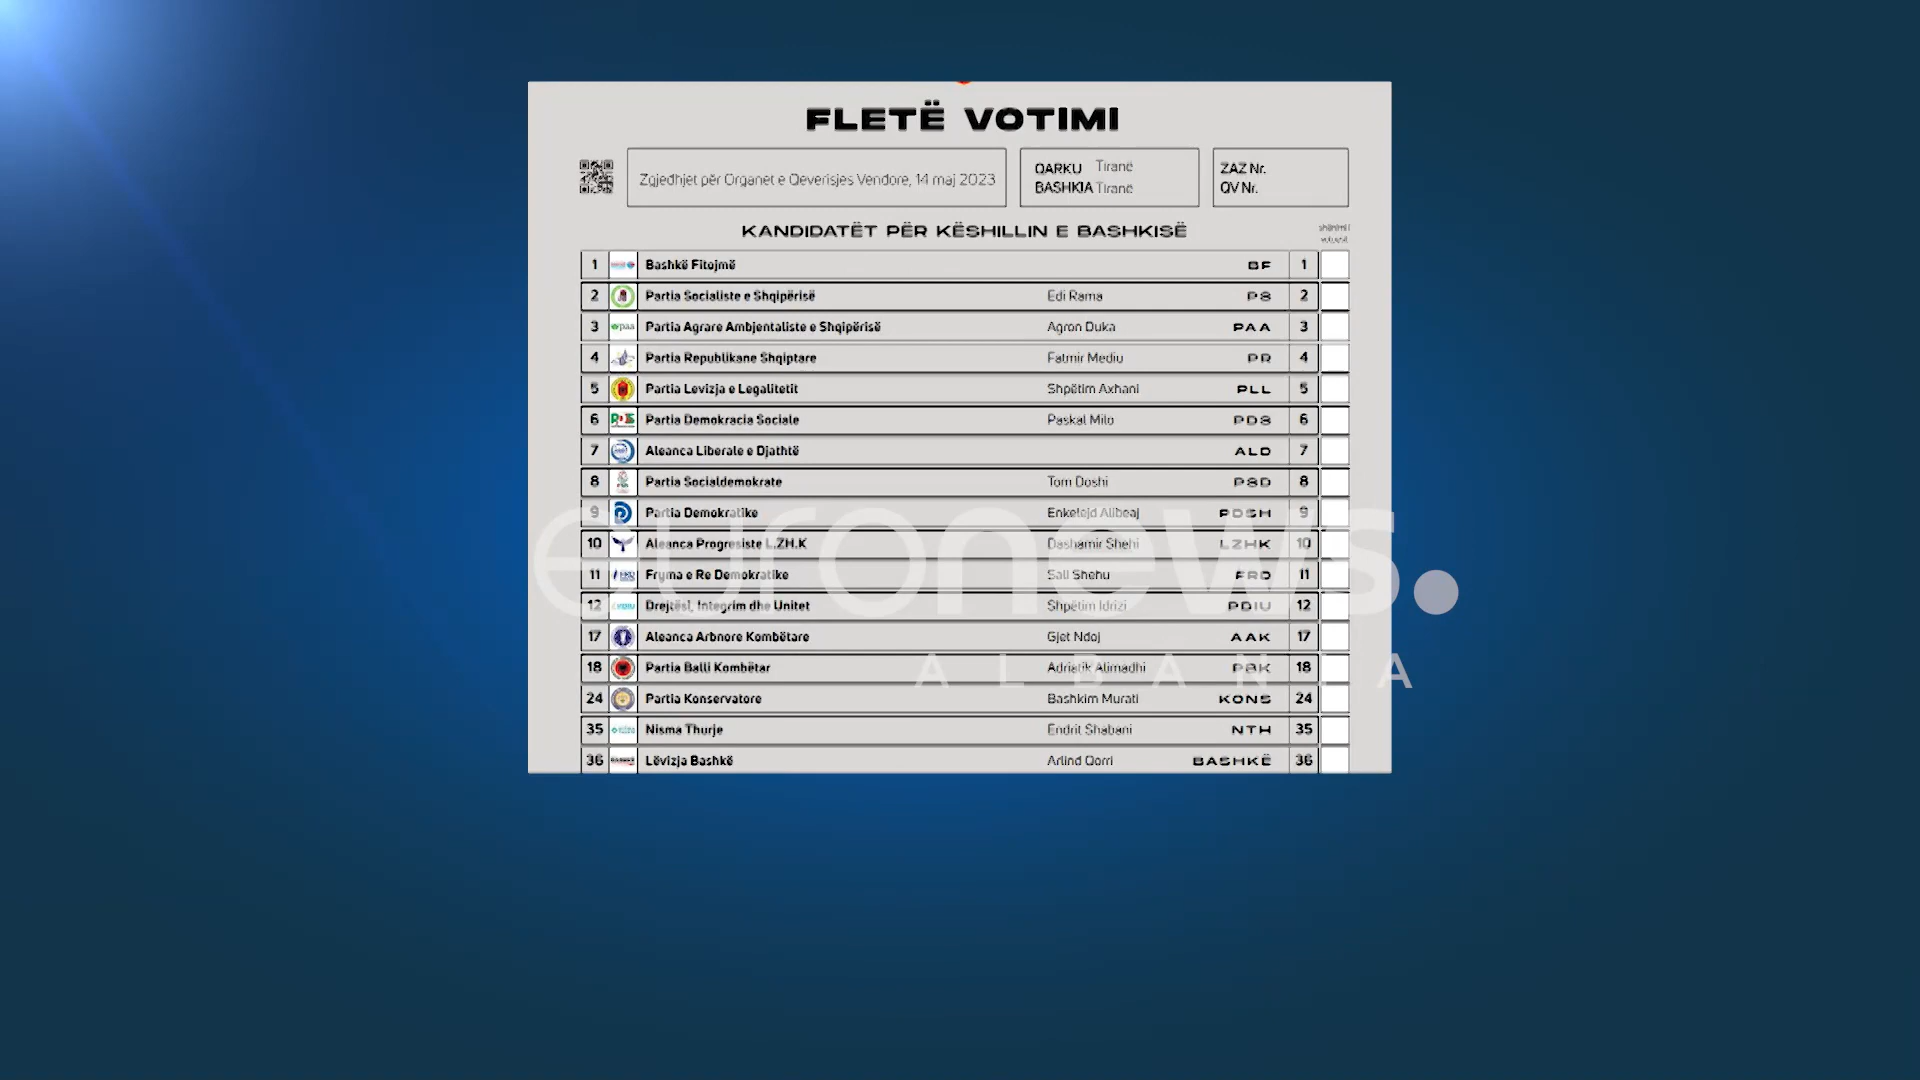 FLETË VOTIMI
Zgjedhjet për Organet e Qeverisjes Vendore, 14 maj 2023
QARKU Tiranë
BASHKIA Tiranë
ZAZ Nr.
QV Nr.
KANDIDATËT PËR KËSHILLIN E BASHKISË
1 Bashkë Fitojmë BF 1
2 Partia Socialiste e Shqipërisë Edi Rama PS 2
3 paa Partia Agrare Ambjentaliste e Shqipërisë Agron Duka PAA 3
4 Partia Republikane Shqiptare Fatmir Mediu PR 4
5 Partia Levizja e Legalitetit Shpëtim Axhani PLL 5
6 Partia Demokracia Sociale Paskal Milo PDS 6
7 Aleanca Liberale e Djathtë ALD 7
8 Partia Socialdemokrate Tom Doshi PSD 8
9 Partia Demokratike Enkelejd Alibeaj PDSH 9
10 Aleanca Progresiste L.ZH.K Dashamir Shehi LZHK 10
11 Fryma e Re Demokratike Sali Shehu FRD 11
12 Drejtësi, Integrim dhe Unitet Shpëtim Idrizi PDIU 12
17 Aleanca Arbnore Kombëtare Gjet Ndoj AAK 17
18 Partia Balli Kombëtar Adriatik Alimadhi PBK 18
24 Partia Konservatore Bashkim Murati KONS 24
35 Nisma Thurje Endrit Shabani NTH 35
36 Lëvizja Bashkë Arlind Qorri BASHKË 36
euronews.
ALBANIA